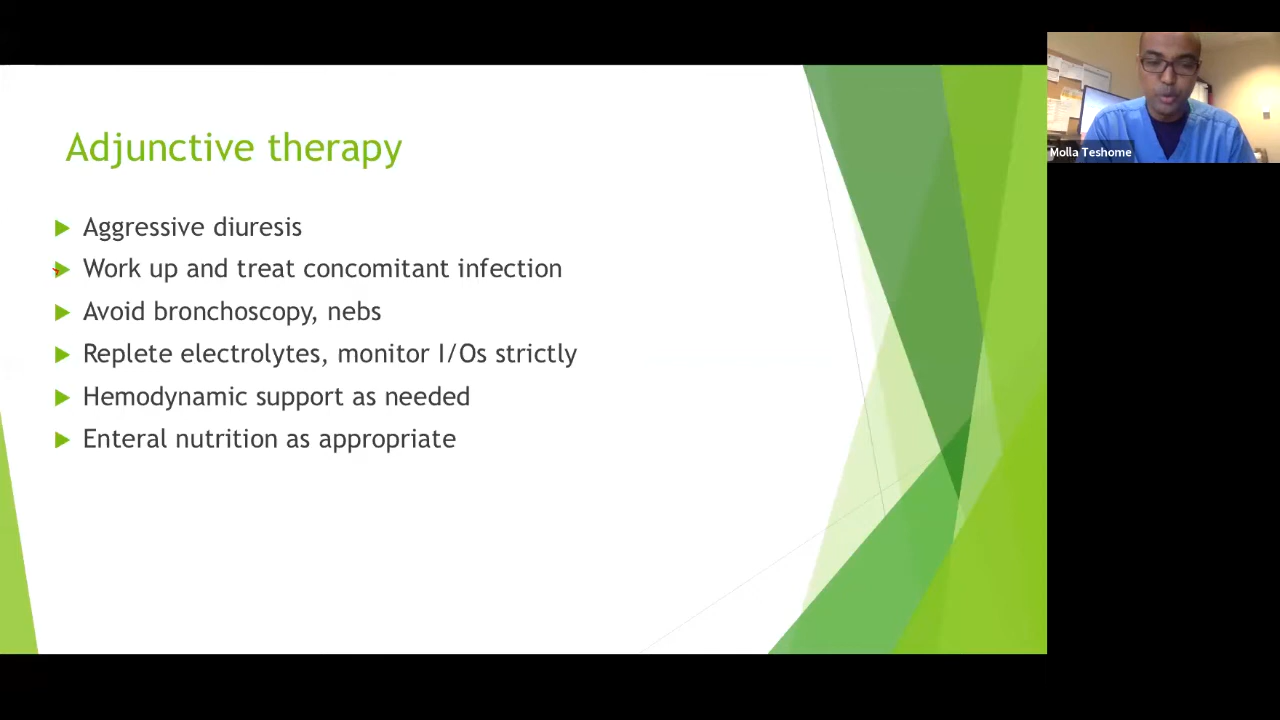 Adjunctive therapy
Aggressive diuresis
Work up and treat concomitant infection
Avoid bronchoscopy, nebs
Replete electrolytes, monitor I/Os strictly
Hemodynamic support as needed
Enteral nutrition as appropriate
Molla Teshome